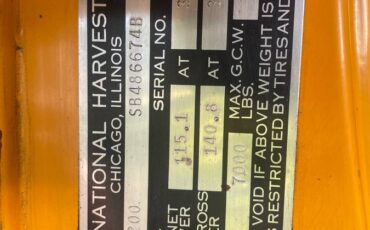 NATIONAL HARVEST
CHICAGO, ILLINOIS
SB486674B
SERIAL NO.
NET 115.1 AT
140.8 AT
7000 MAX. G.C.W. LBS.
VOID IF ABOVE WEIGHT IS
RESTRICTED BY TIRES AND